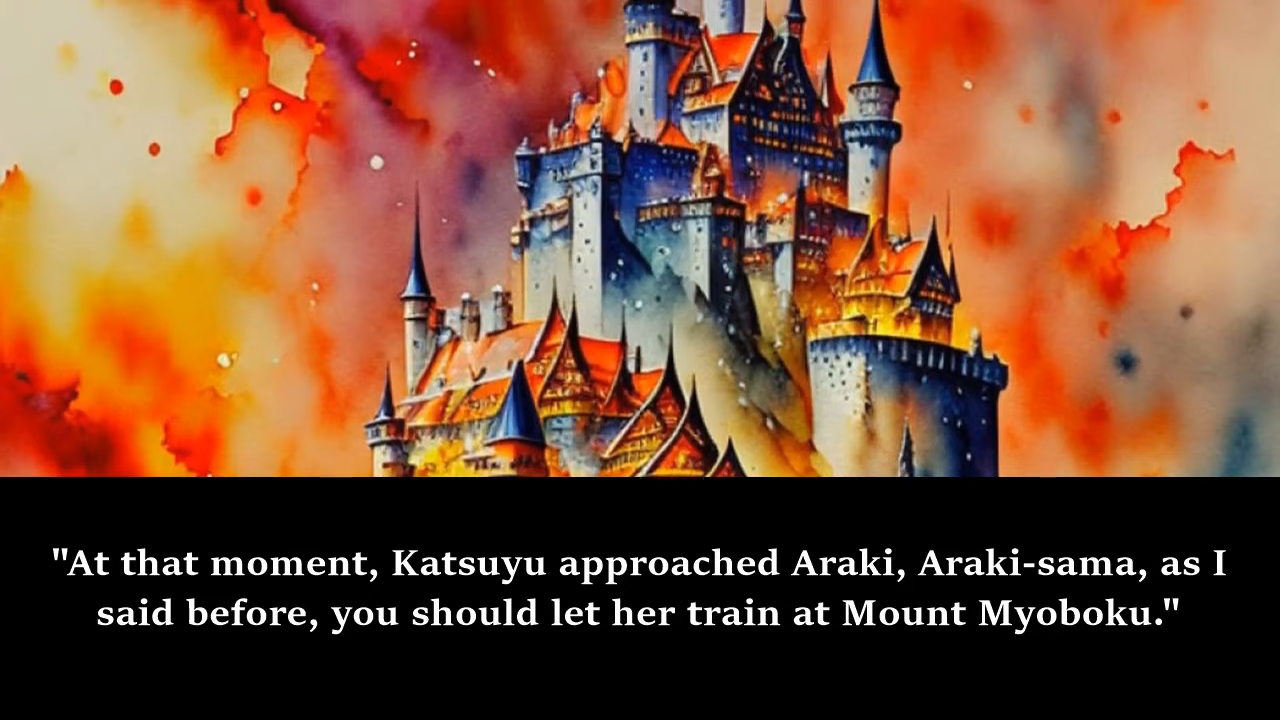 "At that moment, Katsuyu approached Araki, Araki-sama, as I
said before, you should let her train at Mount Myoboku."